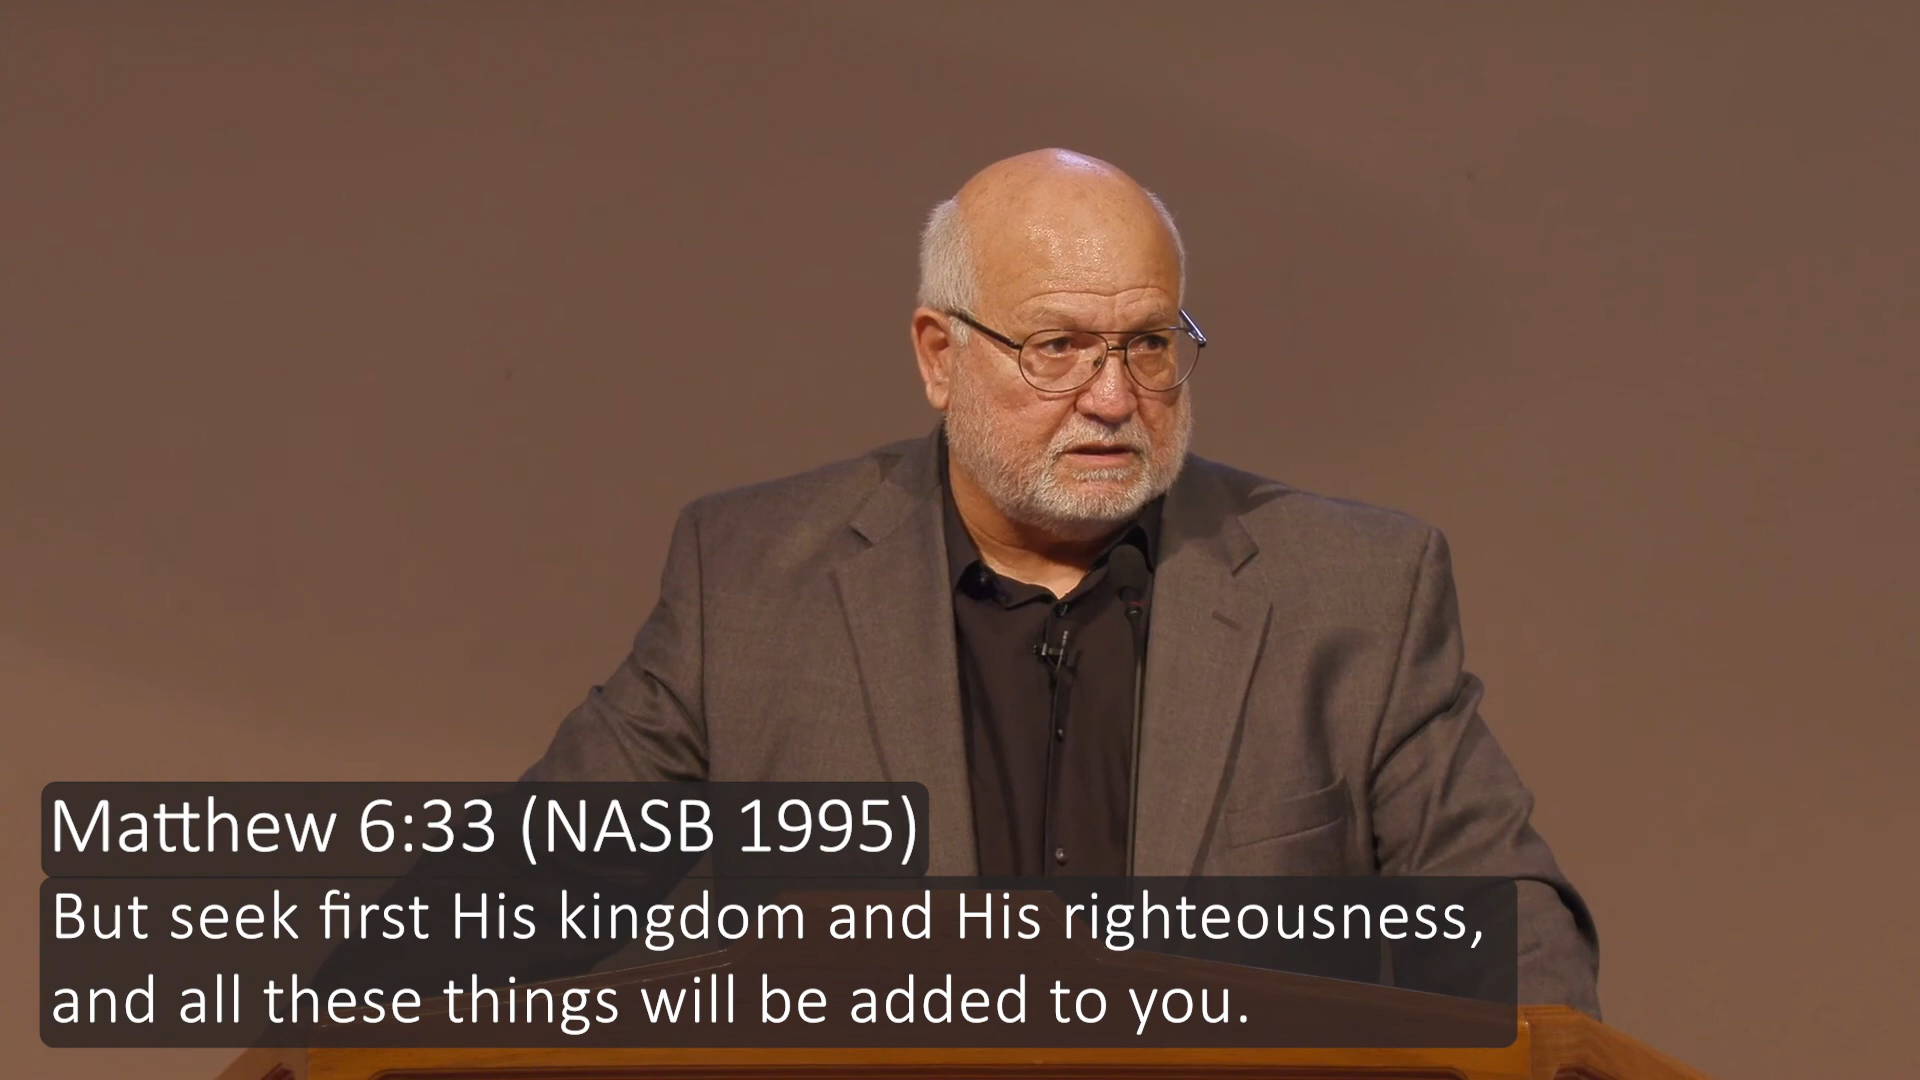 Matthew 6:33 (NASB 1995)
But seek first His kingdom and His righteousness,
and all these things will be added to you.